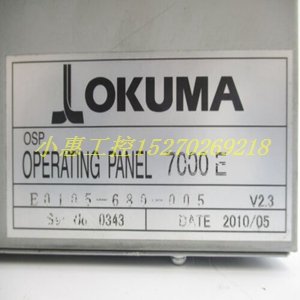 OKUMA
OSP
OPERATING PANEL 7000 E
小惠工控15270269218
E0105-689-005 V2.3
Ser No 0343 DATE 2010/05